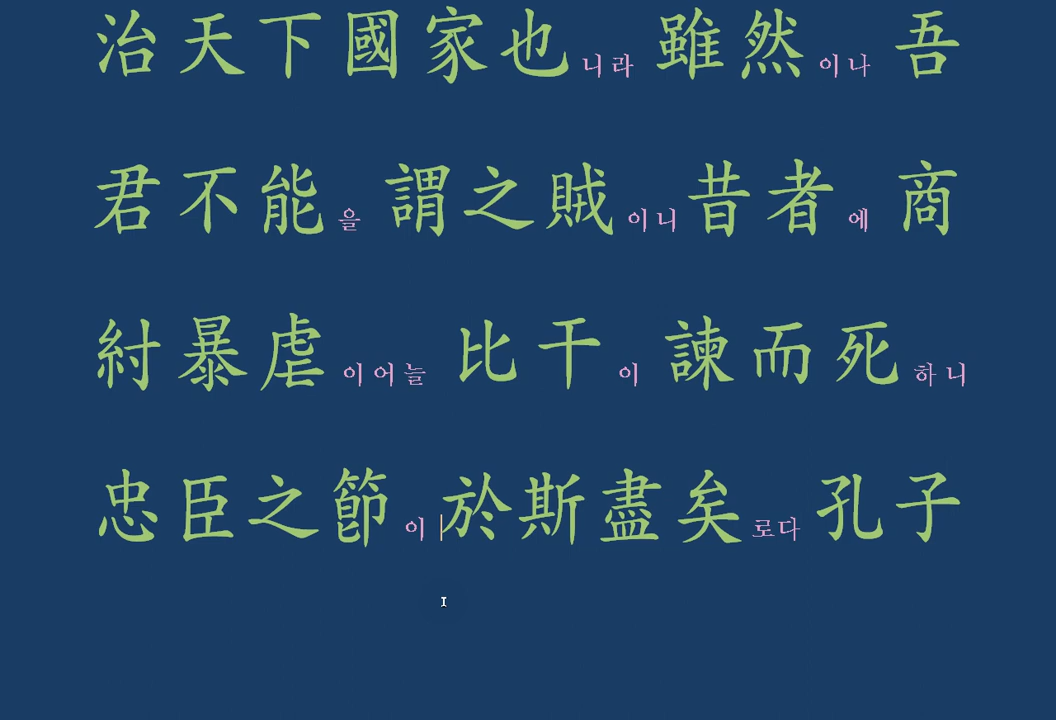 治天下國家也니라 雖然이나 吾
君不能을 謂之賊이니 昔者에 商
紂暴虐이어늘 比干이 諫而死하니
忠臣之節이 於斯盡矣로다 孔子